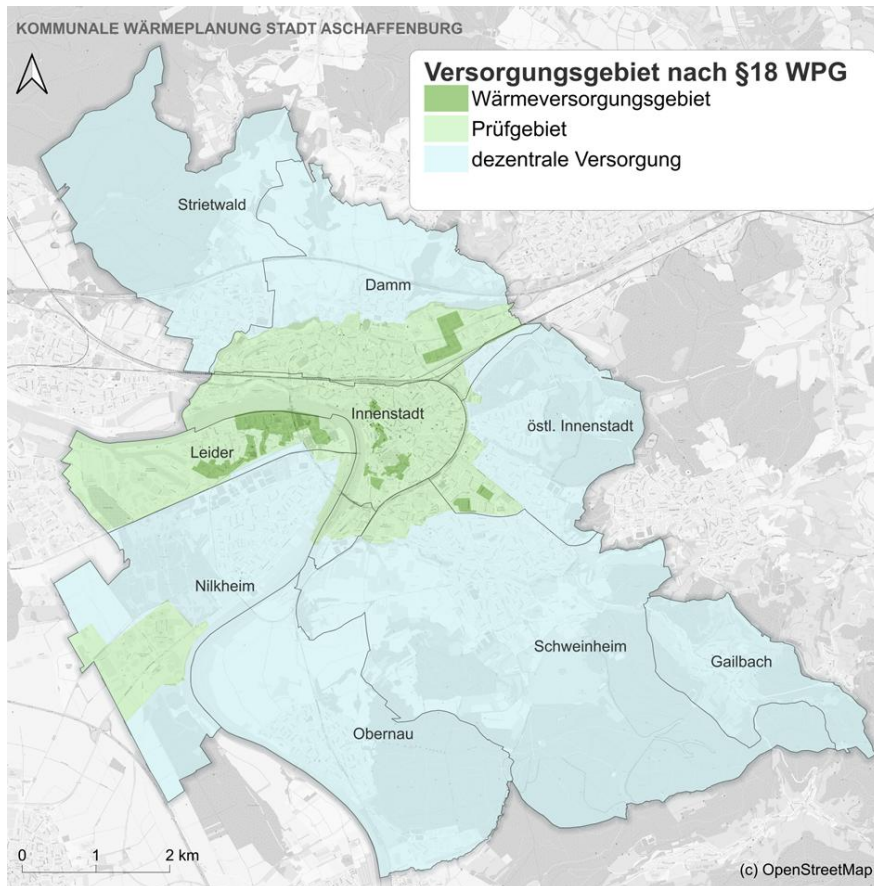 KOMMUNALE WÄRMEPLANUNG STADT ASCHAFFENBURG
Versorgungsgebiet nach §18 WPG
Wärmeversorgungsgebiet
Prüfgebiet
dezentrale Versorgung
Strietwald
Damm
Innenstadt
östl. Innenstadt
Leider
Nilkheim
Schweinheim
Gailbach
Obernau
0 1 2 km
(c) OpenStreetMap